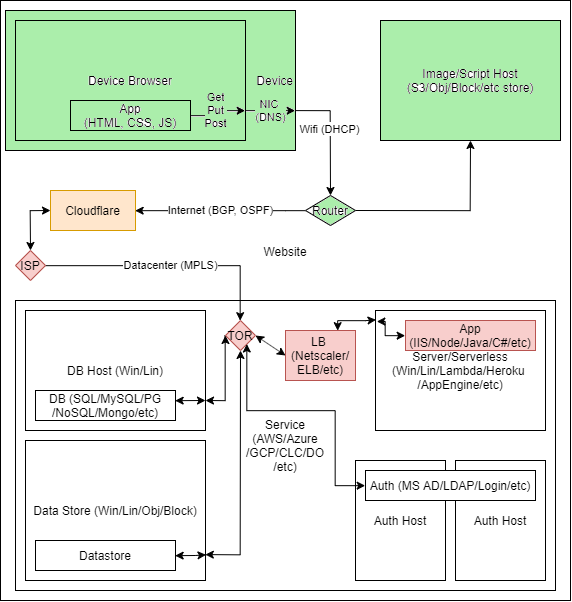 Device Browser
Device
App
(HTML, CSS, JS)
Get
Put
Post
NIC
(DNS)
Image/Script Host
(S3/Obj/Block/etc store)
Wifi (DHCP)
Cloudflare
Internet (BGP, OSPF)
Router
Website
ISP
Datacenter (MPLS)
TOR
LB
(Netscaler/
ELB/etc)
App
(IIS/Node/Java/C#/etc)
Server/Serverless
(Win/Lin/Lambda/Heroku
/AppEngine/etc)
DB Host (Win/Lin)
DB (SQL/MySQL/PG
/NoSQL/Mongo/etc)
Service
(AWS/Azure
/GCP/CLC/DO
/etc)
Data Store (Win/Lin/Obj/Block)
Datastore
Auth (MS AD/LDAP/Login/etc)
Auth Host
Auth Host